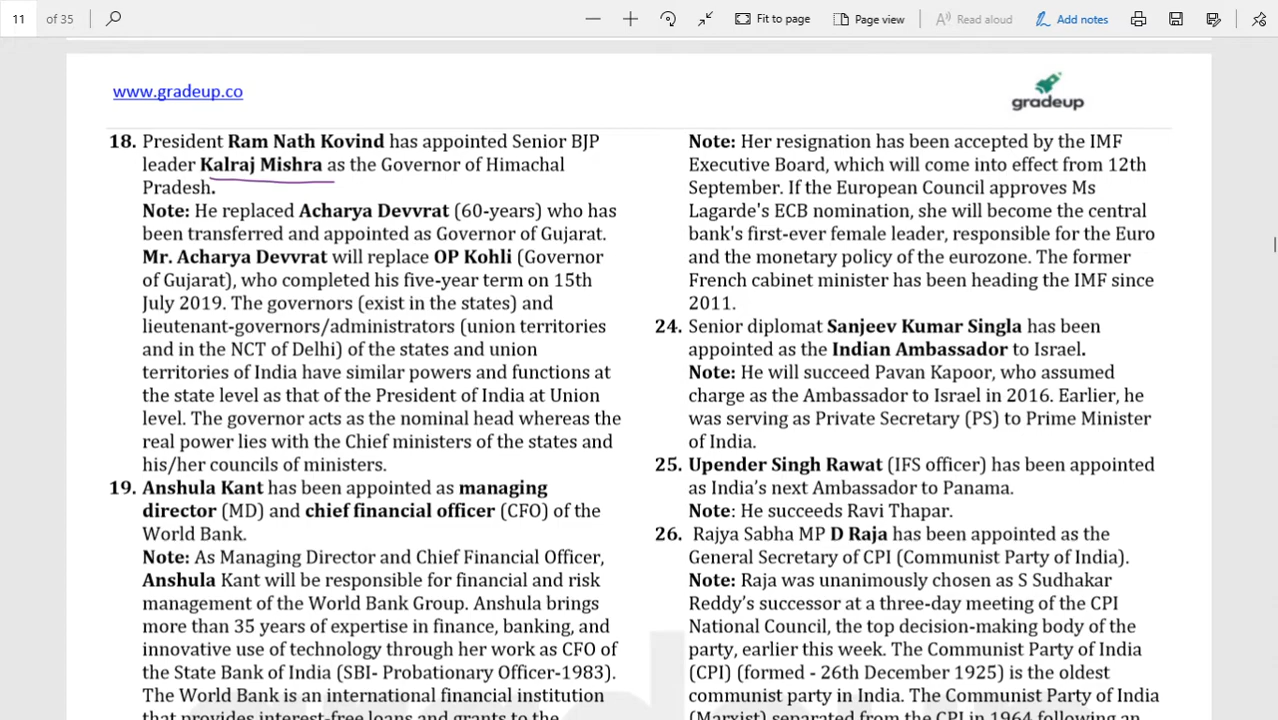 11 of 35
Fit to page
Page view
Read aloud
Add notes
www.gradeup.co
gradeup
18. President Ram Nath Kovind has appointed Senior BJP
leader Kalraj Mishra as the Governor of Himachal
Pradesh.
Note: He replaced Acharya Devvrat (60-years) who has
been transferred and appointed as Governor of Gujarat.
Mr. Acharya Devvrat will replace OP Kohli (Governor
of Gujarat), who completed his five-year term on 15th
July 2019. The governors (exist in the states) and
lieutenant-governors/administrators (union territories
and in the NCT of Delhi) of the states and union
territories of India have similar powers and functions at
the state level as that of the President of India at Union
level. The governor acts as the nominal head whereas the
real power lies with the Chief ministers of the states and
his/her councils of ministers.
19. Anshula Kant has been appointed as managing
director (MD) and chief financial officer (CFO) of the
World Bank.
Note: As Managing Director and Chief Financial Officer,
Anshula Kant will be responsible for financial and risk
management of the World Bank Group. Anshula brings
more than 35 years of expertise in finance, banking, and
innovative use of technology through her work as CFO of
the State Bank of India (SBI- Probationary Officer-1983).
The World Bank is an international financial institution
that provides interest-free loans and grants to the
Note: Her resignation has been accepted by the IMF
Executive Board, which will come into effect from 12th
September. If the European Council approves Ms
Lagarde's ECB nomination, she will become the central
bank's first-ever female leader, responsible for the Euro
and the monetary policy of the eurozone. The former
French cabinet minister has been heading the IMF since
2011.
24. Senior diplomat Sanjeev Kumar Singla has been
appointed as the Indian Ambassador to Israel.
Note: He will succeed Pavan Kapoor, who assumed
charge as the Ambassador to Israel in 2016. Earlier, he
was serving as Private Secretary (PS) to Prime Minister
of India.
25. Upender Singh Rawat (IFS officer) has been appointed
as India’s next Ambassador to Panama.
Note: He succeeds Ravi Thapar.
26. Rajya Sabha MP D Raja has been appointed as the
General Secretary of CPI (Communist Party of India).
Note: Raja was unanimously chosen as S Sudhakar
Reddy’s successor at a three-day meeting of the CPI
National Council, the top decision-making body of the
party, earlier this week. The Communist Party of India
(CPI) (formed - 26th December 1925) is the oldest
communist party in India. The Communist Party of India
(Marxist) separated from the CPI in 1964 following an